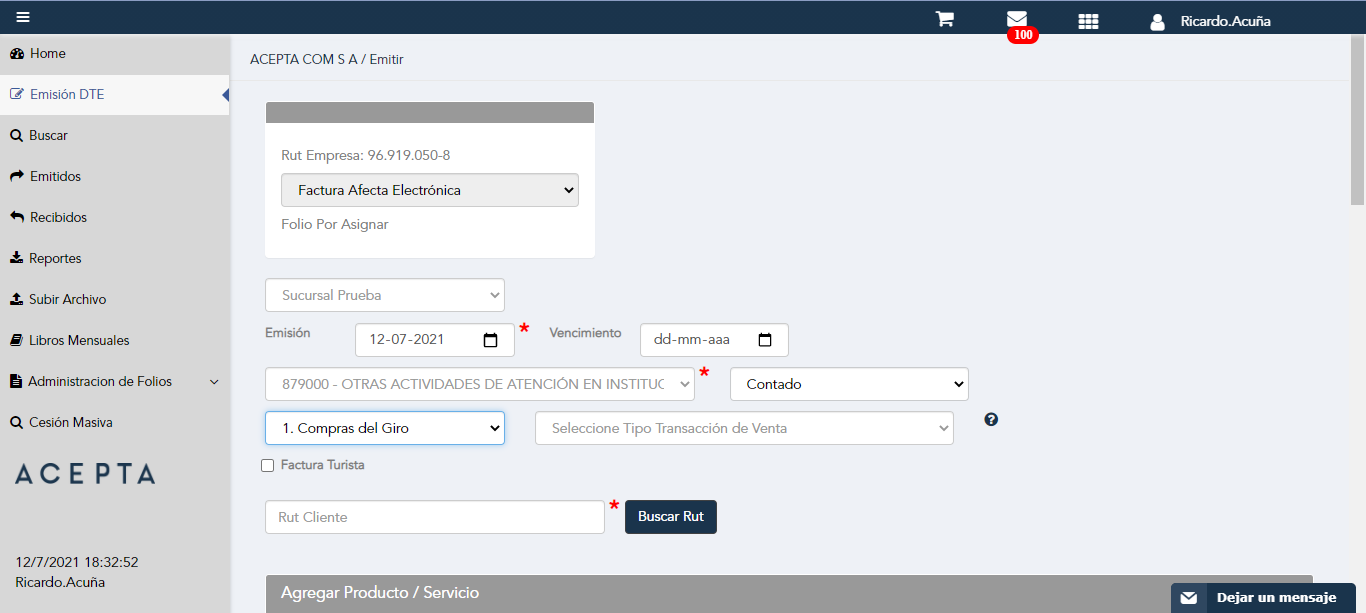 Ricardo.Acuña
100
Home
Emisión DTE
Buscar
Emitidos
Recibidos
Reportes
Subir Archivo
Libros Mensuales
Administracion de Folios
Cesión Masiva
ACEPTA
12/7/2021 18:32:52
Ricardo.Acuña
ACEPTA COM S A / Emitir
Rut Empresa: 96.919.050-8
Factura Afecta Electrónica
Folio Por Asignar
Sucursal Prueba
Emisión 12-07-2021 * Vencimiento dd-mm-aaa
879000 - OTRAS ACTIVIDADES DE ATENCIÓN EN INSTITUC * Contado
1. Compras del Giro Seleccione Tipo Transacción de Venta ?
Factura Turista
Rut Cliente * Buscar Rut
Agregar Producto / Servicio
Dejar un mensaje